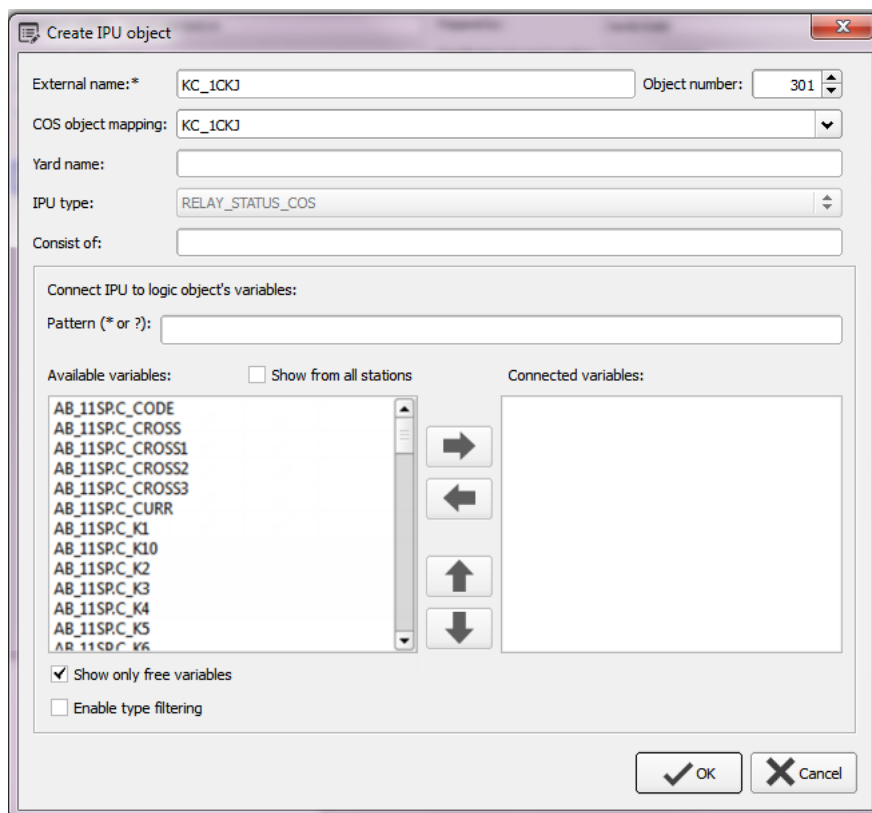 Create IPU object
External name:* KC_1CKJ Object number: 301
COS object mapping: KC_1CKJ
Yard name:
IPU type: RELAY_STATUS_COS
Consist of:
Connect IPU to logic object's variables:
Pattern (* or ?):
Available variables: Show from all stations Connected variables:
AB_11SP.C_CODE
AB_11SP.C_CROSS
AB_11SP.C_CROSS1
AB_11SP.C_CROSS2
AB_11SP.C_CROSS3
AB_11SP.C_CURR
AB_11SP.C_K1
AB_11SP.C_K10
AB_11SP.C_K2
AB_11SP.C_K3
AB_11SP.C_K4
AB_11SP.C_K5
AB_11SP.C_K6
Show only free variables
Enable type filtering
OK Cancel